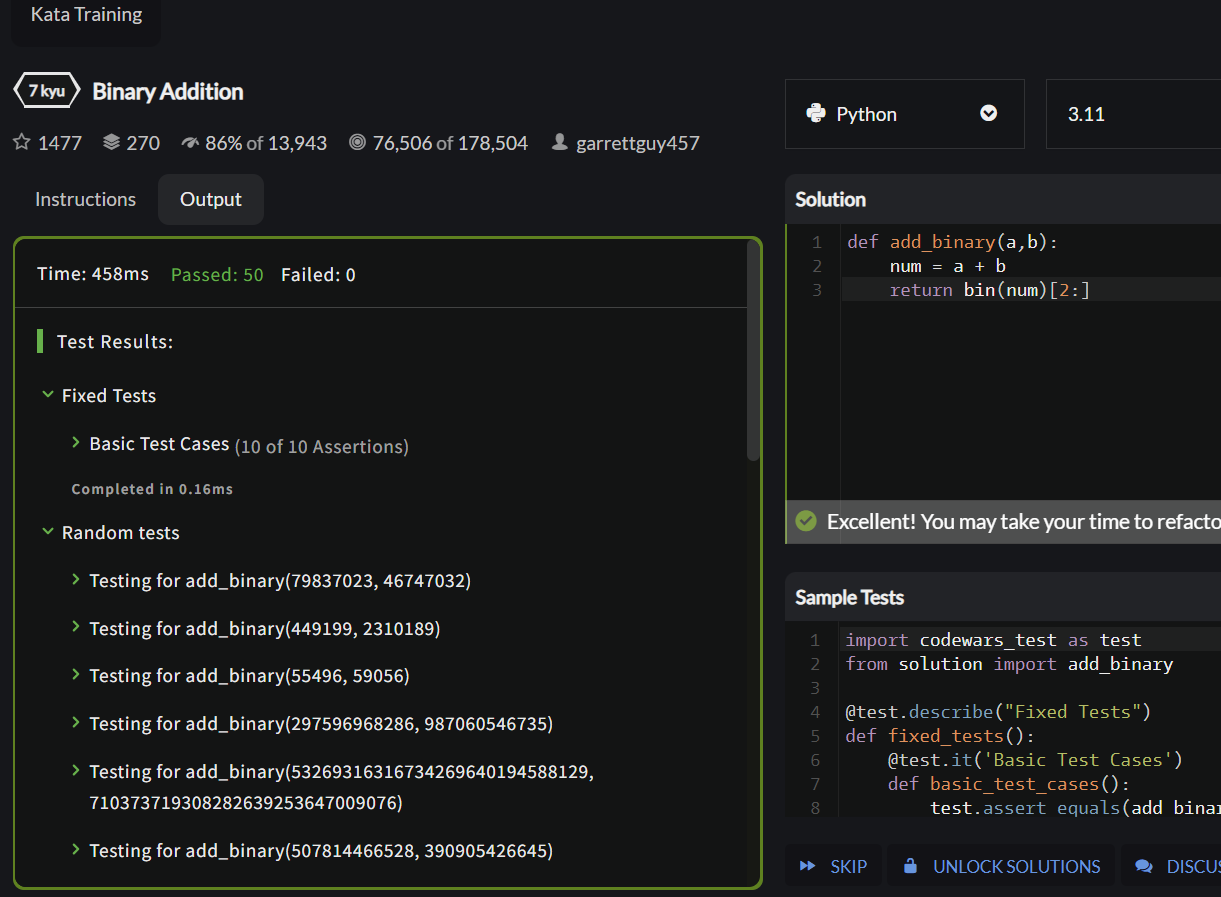 Kata Training
7 kyu Binary Addition
1477 270 86% of 13,943 76,506 of 178,504 garrettguy457
Instructions Output
Time: 458ms Passed: 50 Failed: 0
Test Results:
Fixed Tests
Basic Test Cases (10 of 10 Assertions)
Completed in 0.16ms
Random tests
Testing for add_binary(79837023, 46747032)
Testing for add_binary(449199, 2310189)
Testing for add_binary(55496, 59056)
Testing for add_binary(297596968286, 987060546735)
Testing for add_binary(53269316316734269640194588129,
710373719308282639253647009076)
Testing for add_binary(507814466528, 390905426645)
Python 3.11
Solution
1 def add_binary(a,b):
2 num = a + b
3 return bin(num)[2:]
Excellent! You may take your time to refacto
Sample Tests
1 import codewars_test as test
2 from solution import add_binary
3
4 @test.describe("Fixed Tests")
5 def fixed_tests():
6 @test.it('Basic Test Cases')
7 def basic_test_cases():
8 test.assert_equals(add_binar
SKIP UNLOCK SOLUTIONS DISCUS